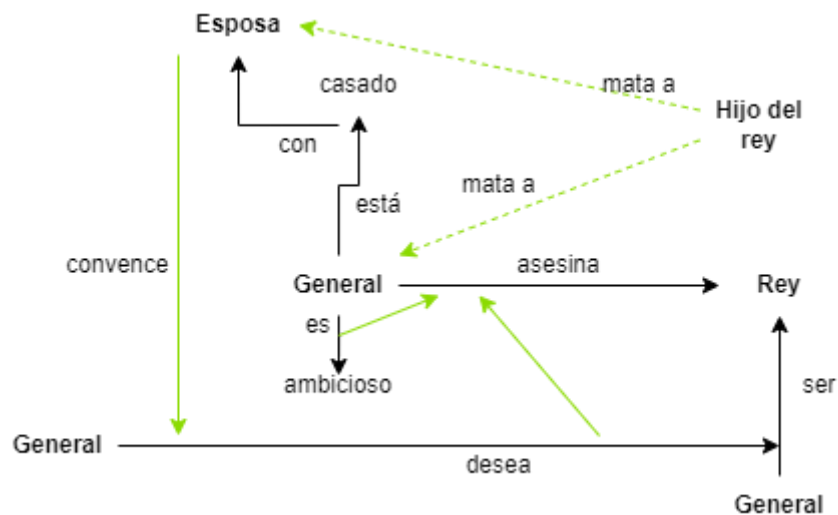 Esposa
casado
mata a
Hijo del
rey
con
mata a
está
convence
General
asesina
Rey
es
ambicioso
ser
General
desea
General